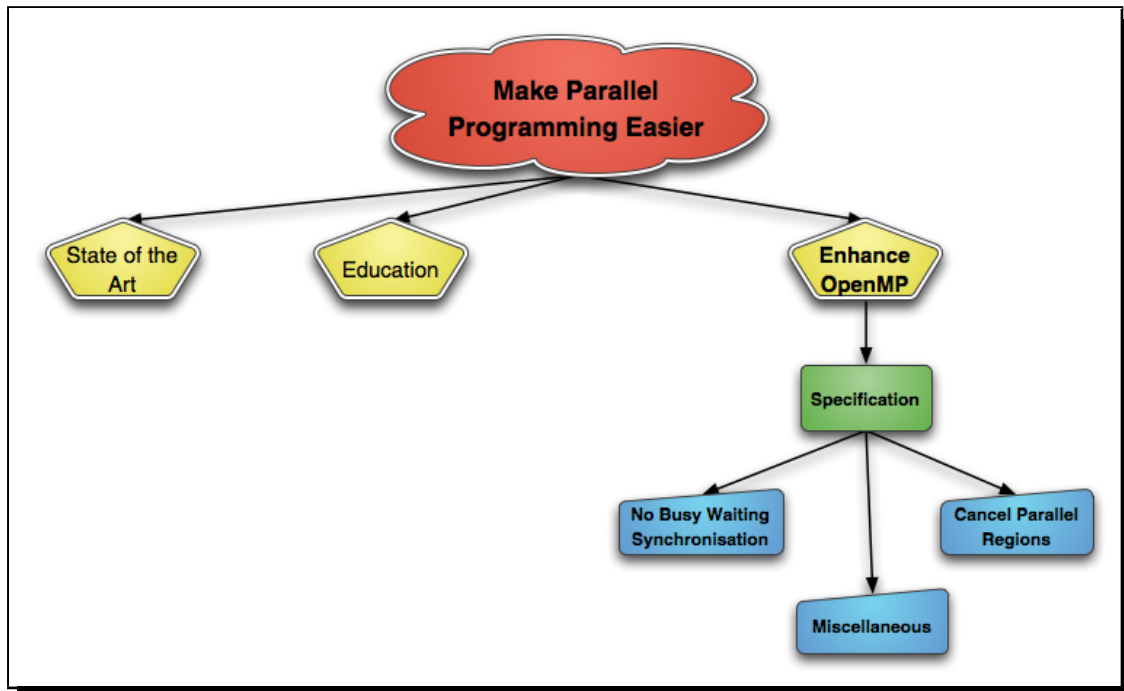 Make Parallel
Programming Easier
State of the
Art
Education
Enhance
OpenMP
Specification
No Busy Waiting
Synchronisation
Cancel Parallel
Regions
Miscellaneous